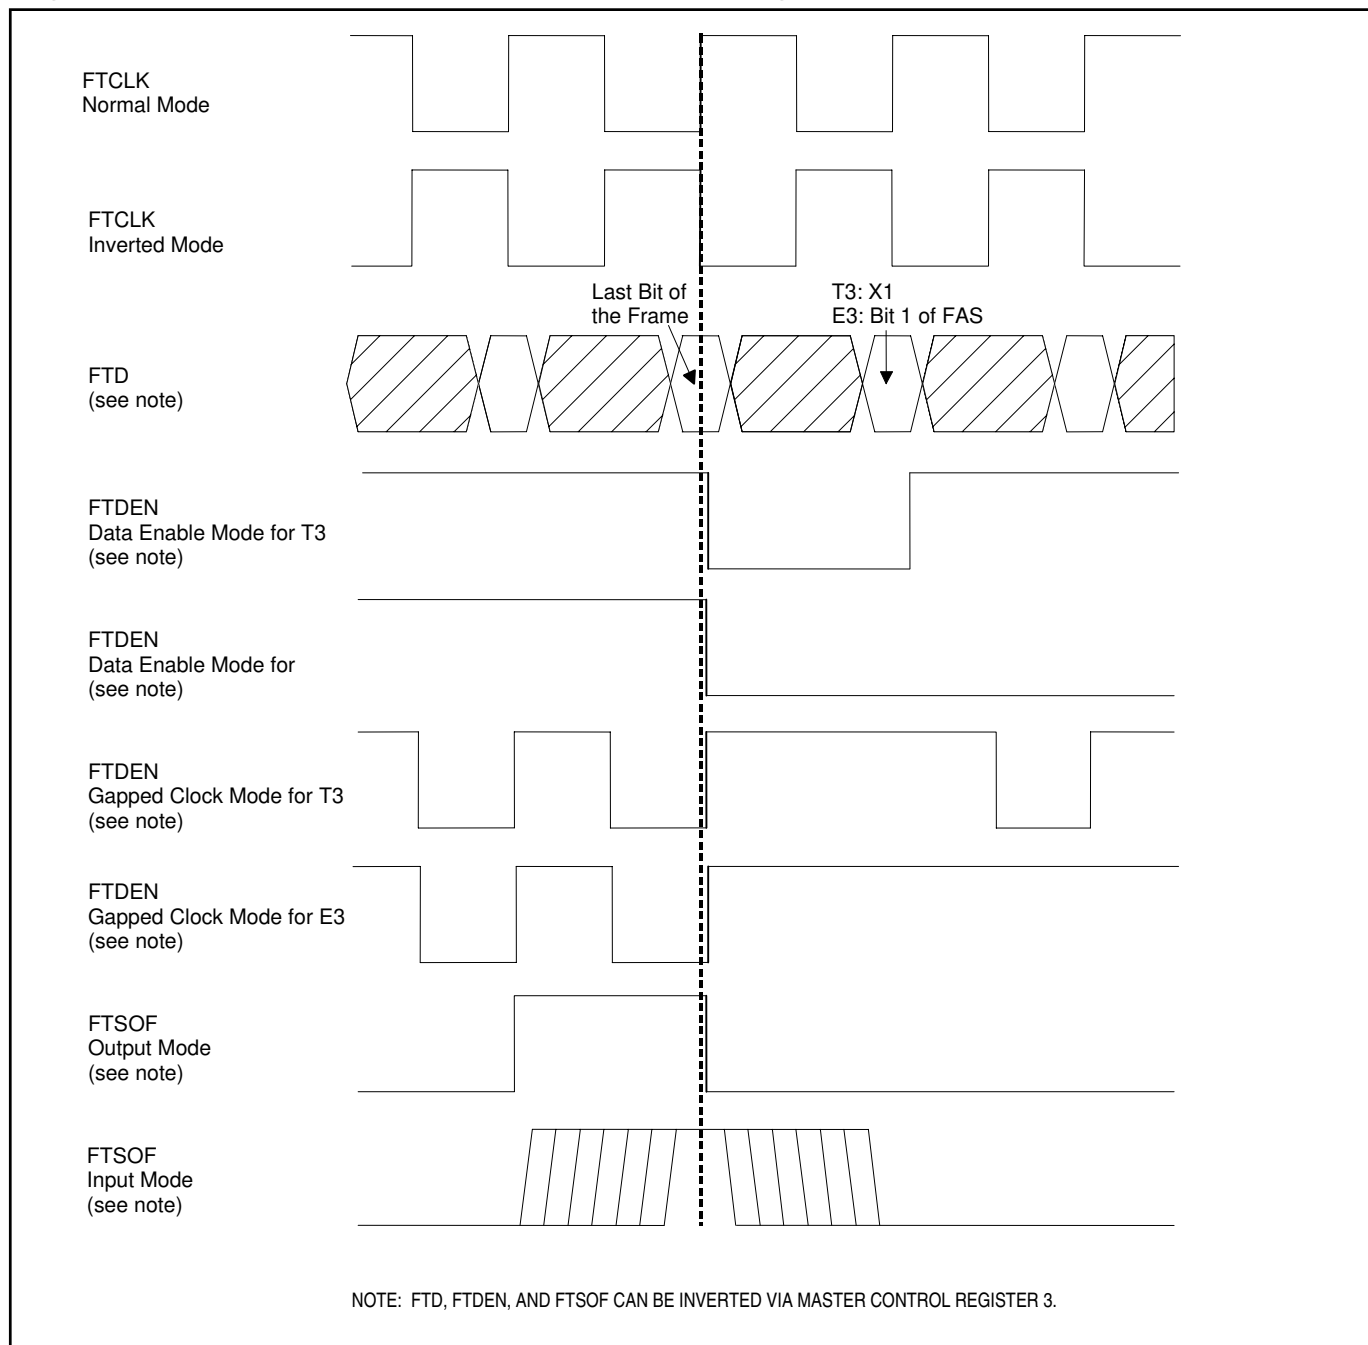 FTCLK
Normal Mode
FTCLK
Inverted Mode
Last Bit of
the Frame
T3: X1
E3: Bit 1 of FAS
FTD
(see note)
FTDEN
Data Enable Mode for T3
(see note)
FTDEN
Data Enable Mode for
(see note)
FTDEN
Gapped Clock Mode for T3
(see note)
FTDEN
Gapped Clock Mode for E3
(see note)
FTSOF
Output Mode
(see note)
FTSOF
Input Mode
(see note)
NOTE: FTD, FTDEN, AND FTSOF CAN BE INVERTED VIA MASTER CONTROL REGISTER 3.